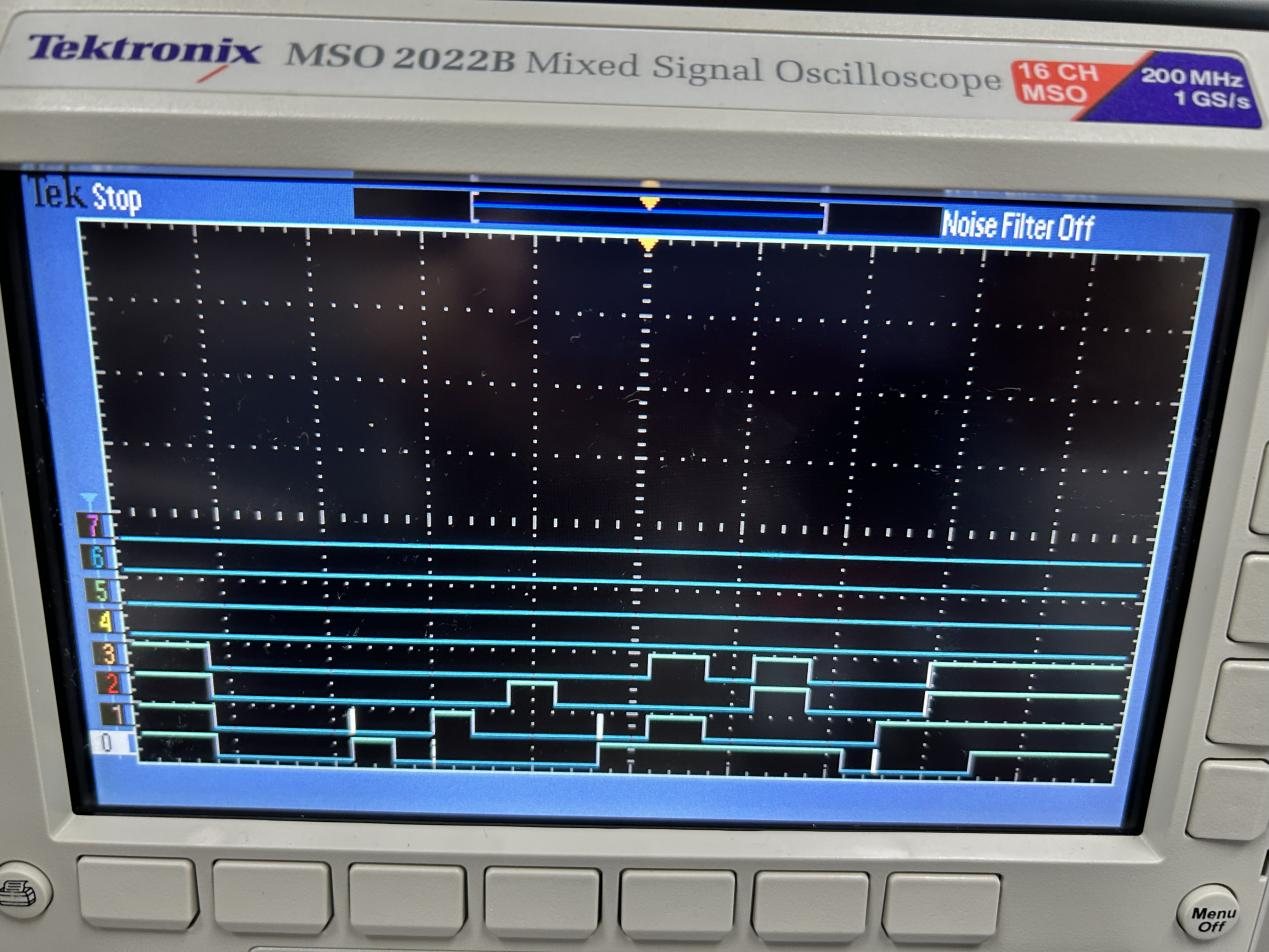 Tektronix MSO 2022B Mixed Signal Oscilloscope
16 CH
MSO
200 MHz
1 GS/s
Tek Stop
Noise Filter Off
7
6
5
4
3
2
1
0
Menu
Off